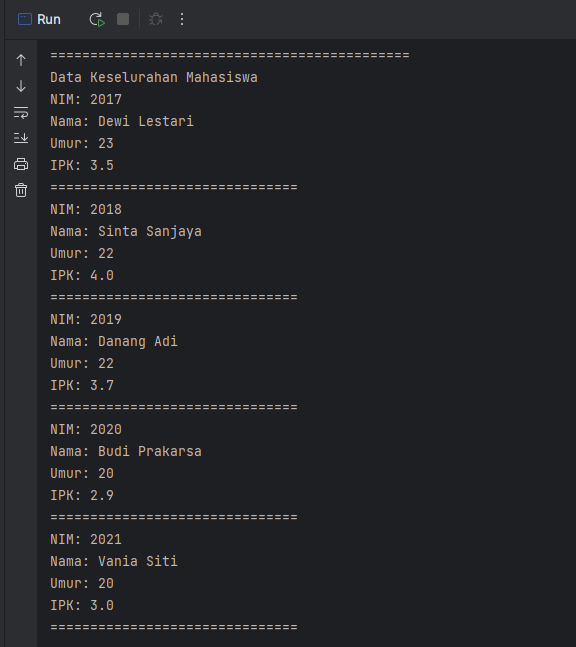 Run
=============================================
Data Keselurahan Mahasiswa
NIM: 2017
Nama: Dewi Lestari
Umur: 23
IPK: 3.5
===============================
NIM: 2018
Nama: Sinta Sanjaya
Umur: 22
IPK: 4.0
===============================
NIM: 2019
Nama: Danang Adi
Umur: 22
IPK: 3.7
===============================
NIM: 2020
Nama: Budi Prakarsa
Umur: 20
IPK: 2.9
===============================
NIM: 2021
Nama: Vania Siti
Umur: 20
IPK: 3.0
===============================